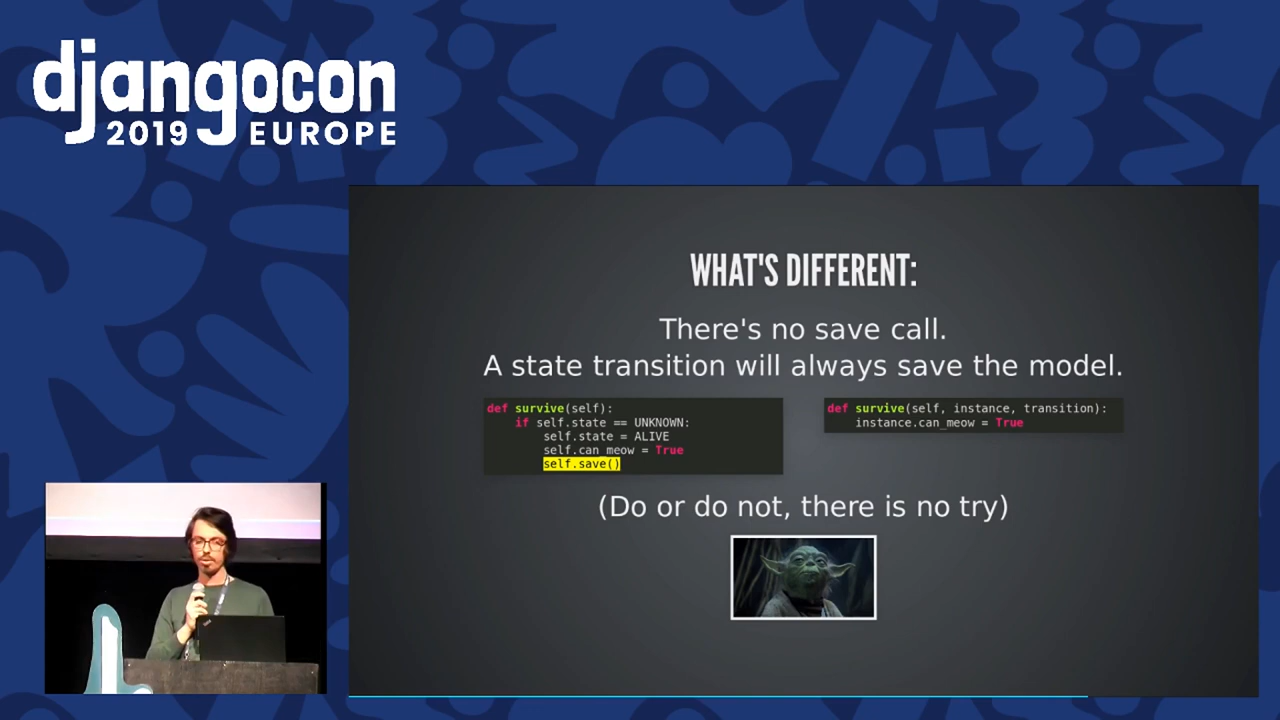 djangocon
2019 EUROPE
WHAT'S DIFFERENT:
There's no save call.
A state transition will always save the model.
def survive(self):
    if self.state == UNKNOWN:
        self.state = ALIVE
        self.can_meow = True
        self.save()
def survive(self, instance, transition):
    instance.can_meow = True
(Do or do not, there is no try)